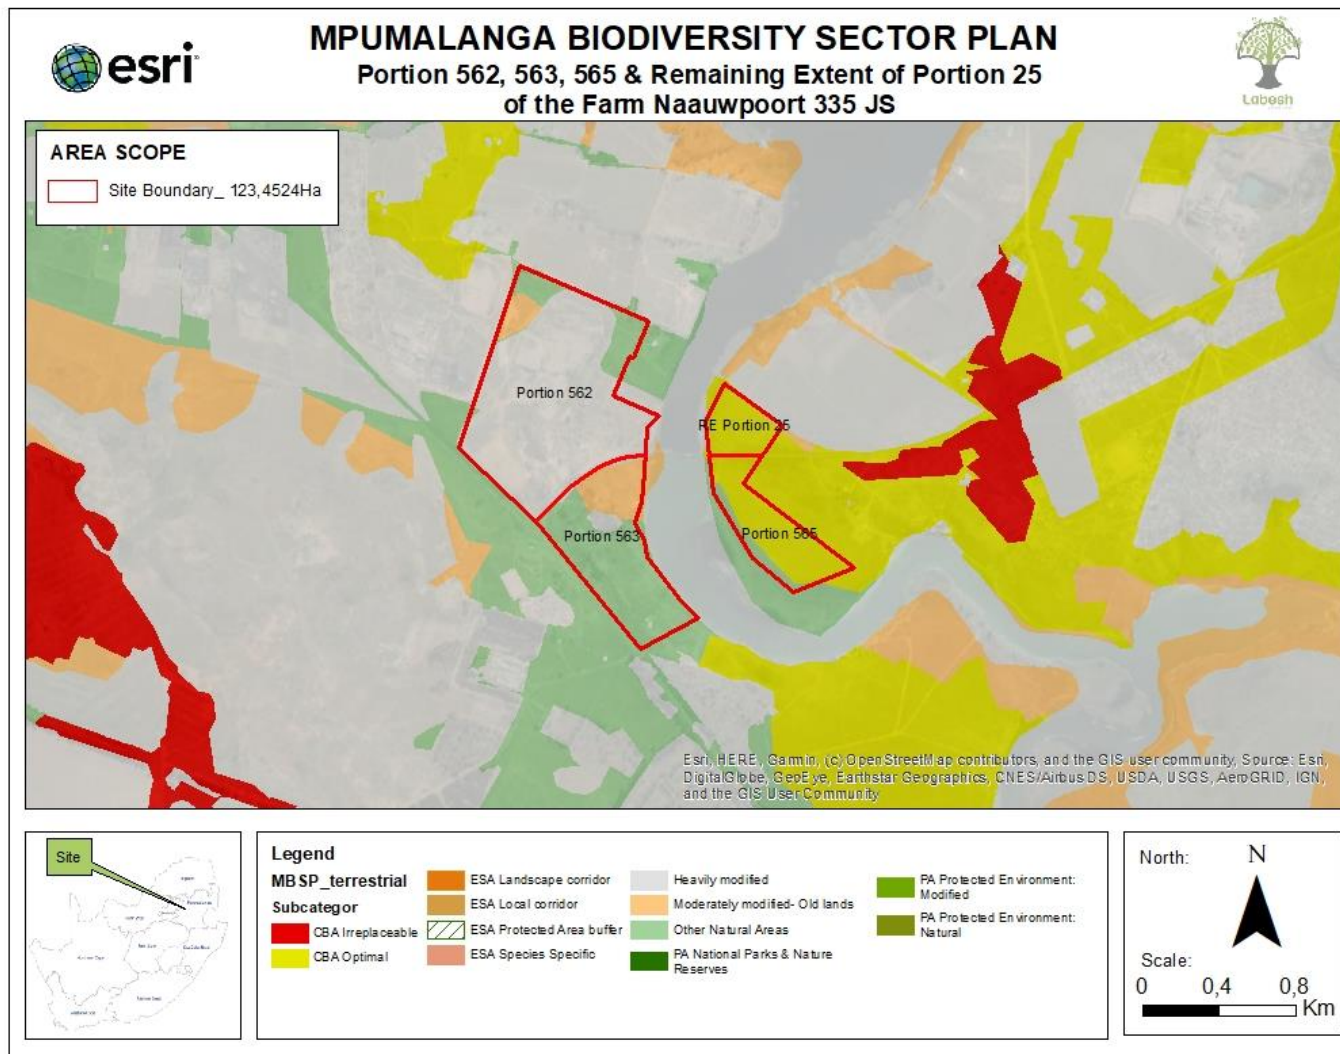 esri
MPUMALANGA BIODIVERSITY SECTOR PLAN
Portion 562, 563, 565 & Remaining Extent of Portion 25
of the Farm Naauwpoort 335 JS
Labesh
AREA SCOPE
Site Boundary_ 123,4524Ha
Portion 562
RE Portion 25
Portion 563
Portion 565
Esri, HERE, Garmin, (c) OpenStreetMap contributors, and the GIS user community, Source: Esri,
DigitalGlobe, GeoEye, Earthstar Geographics, CNES/Airbus DS, USDA, USGS, AeroGRID, IGN,
and the GIS User Community
Site
Legend
MBSP_terrestrial
Subcategor
CBA Irreplaceable
CBA Optimal
ESA Landscape corridor
ESA Local corridor
ESA Protected Area buffer
ESA Species Specific
Heavily modified
Moderately modified- Old lands
Other Natural Areas
PA National Parks & Nature
Reserves
PA Protected Environment:
Modified
PA Protected Environment:
Natural
North:
N
Scale:
0 0,4 0,8
Km